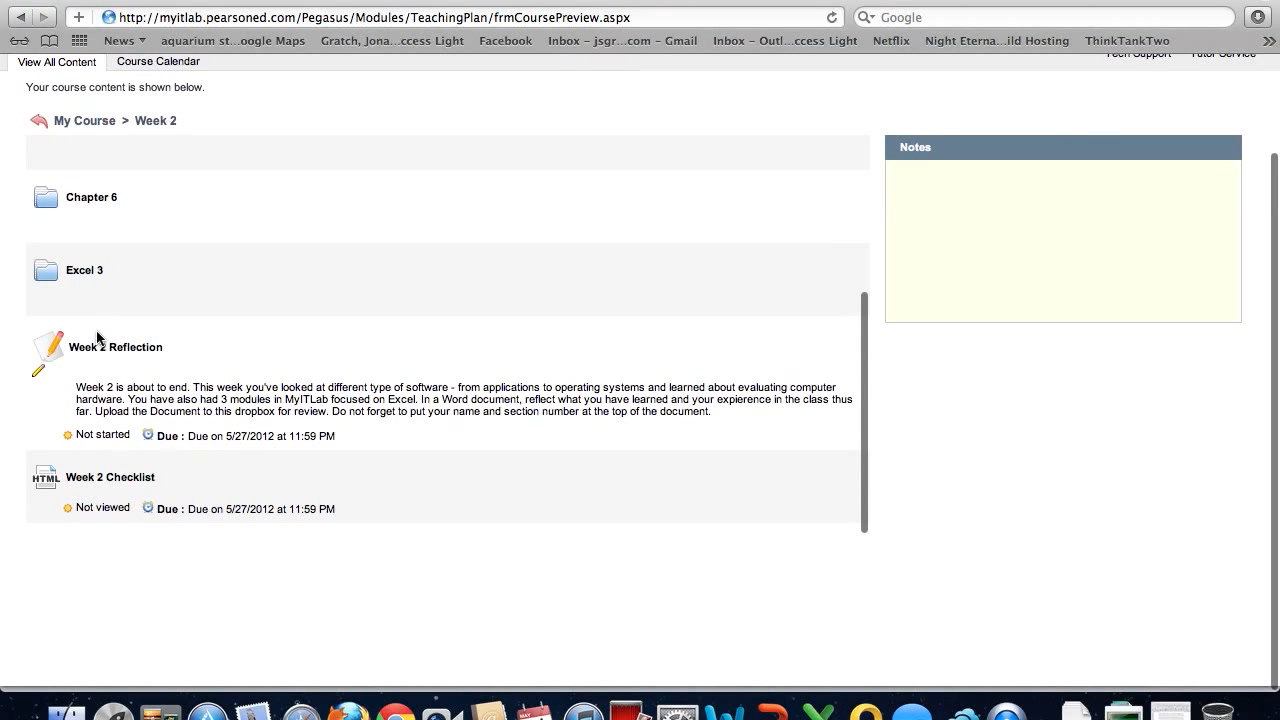 http://myitlab.pearsoned.com/Pegasus/Modules/TeachingPlan/frmCoursePreview.aspx
Google
News aquarium st...oogle Maps Gratch, Jona...ccess Light Facebook Inbox – jsgr...com – Gmail Inbox – Outl...ccess Light Netflix Night Eterna...ild Hosting ThinkTankTwo
View All Content Course Calendar Tech Support Tutor Service
Your course content is shown below.
My Course > Week 2
Notes
Chapter 6
Excel 3
Week 2 Reflection
Week 2 is about to end. This week you've looked at different type of software - from applications to operating systems and learned about evaluating computer
hardware. You have also had 3 modules in MyITLab focused on Excel. In a Word document, reflect what you have learned and your expierence in the class thus
far. Upload the Document to this dropbox for review. Do not forget to put your name and section number at the top of the document.
Not started Due : Due on 5/27/2012 at 11:59 PM
HTML Week 2 Checklist
Not viewed Due : Due on 5/27/2012 at 11:59 PM
MAY